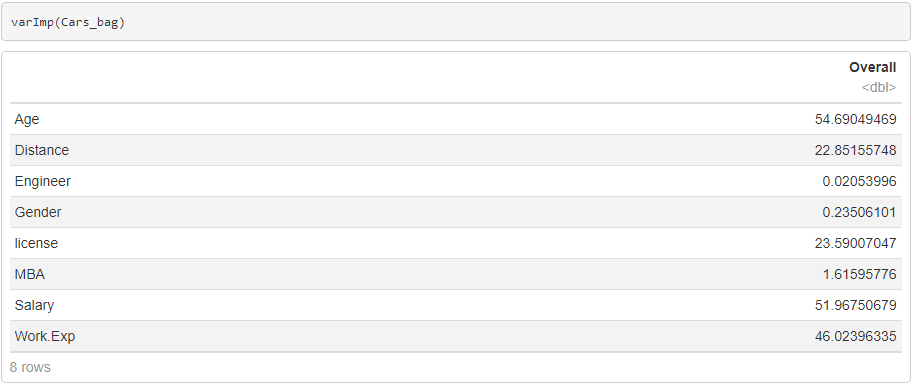 varImp(Cars_bag)
Overall
<dbl>
Age 54.69049469
Distance 22.85155748
Engineer 0.02053996
Gender 0.23506101
license 23.59007047
MBA 1.61595776
Salary 51.96750679
Work.Exp 46.02396335
8 rows